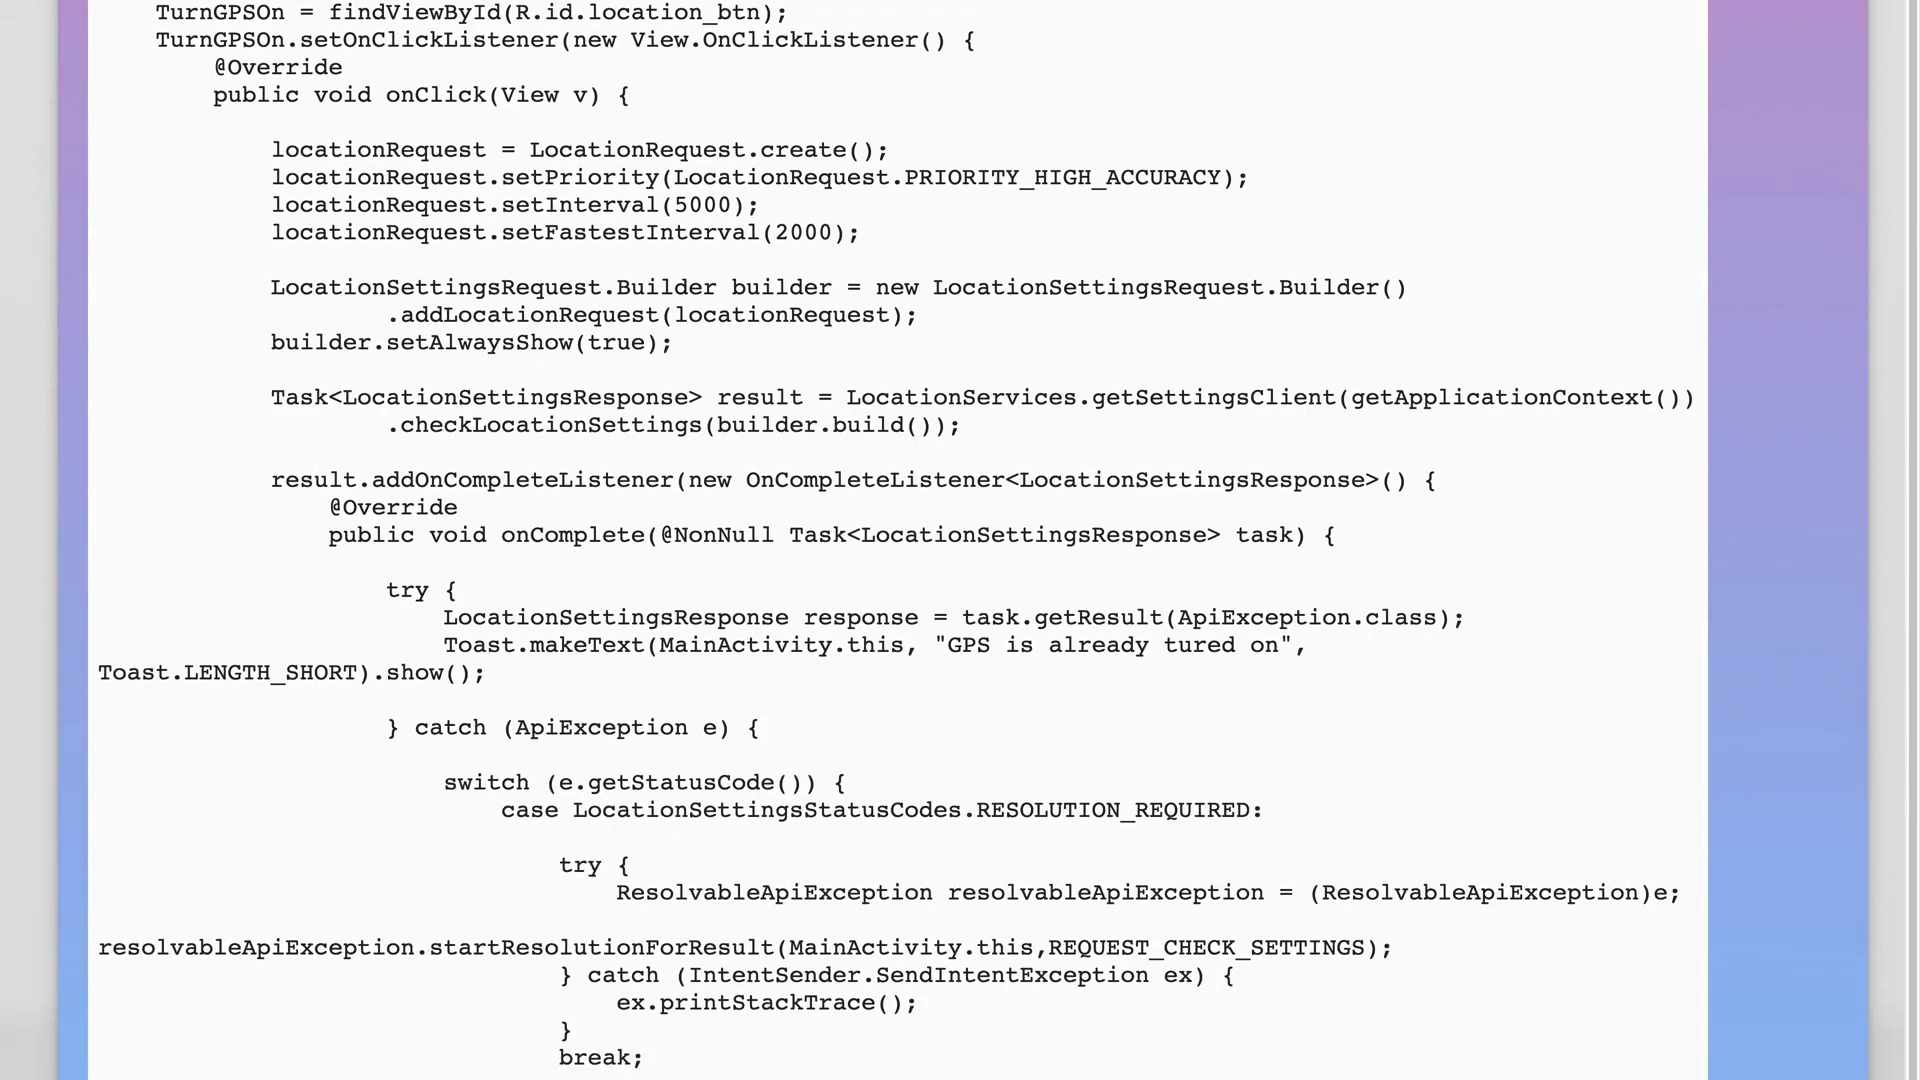 TurnGPSOn = findViewById(R.id.location_btn);
TurnGPSOn.setOnClickListener(new View.OnClickListener() {
@Override
public void onClick(View v) {
locationRequest = LocationRequest.create();
locationRequest.setPriority(LocationRequest.PRIORITY_HIGH_ACCURACY);
locationRequest.setInterval(5000);
locationRequest.setFastestInterval(2000);
LocationSettingsRequest.Builder builder = new LocationSettingsRequest.Builder()
.addLocationRequest(locationRequest);
builder.setAlwaysShow(true);
Task<LocationSettingsResponse> result = LocationServices.getSettingsClient(getApplicationContext())
.checkLocationSettings(builder.build());
result.addOnCompleteListener(new OnCompleteListener<LocationSettingsResponse>() {
@Override
public void onComplete(@NonNull Task<LocationSettingsResponse> task) {
try {
LocationSettingsResponse response = task.getResult(ApiException.class);
Toast.makeText(MainActivity.this, "GPS is already tured on",
Toast.LENGTH_SHORT).show();
} catch (ApiException e) {
switch (e.getStatusCode()) {
case LocationSettingsStatusCodes.RESOLUTION_REQUIRED:
try {
ResolvableApiException resolvableApiException = (ResolvableApiException)e;
resolvableApiException.startResolutionForResult(MainActivity.this,REQUEST_CHECK_SETTINGS);
} catch (IntentSender.SendIntentException ex) {
ex.printStackTrace();
}
break;